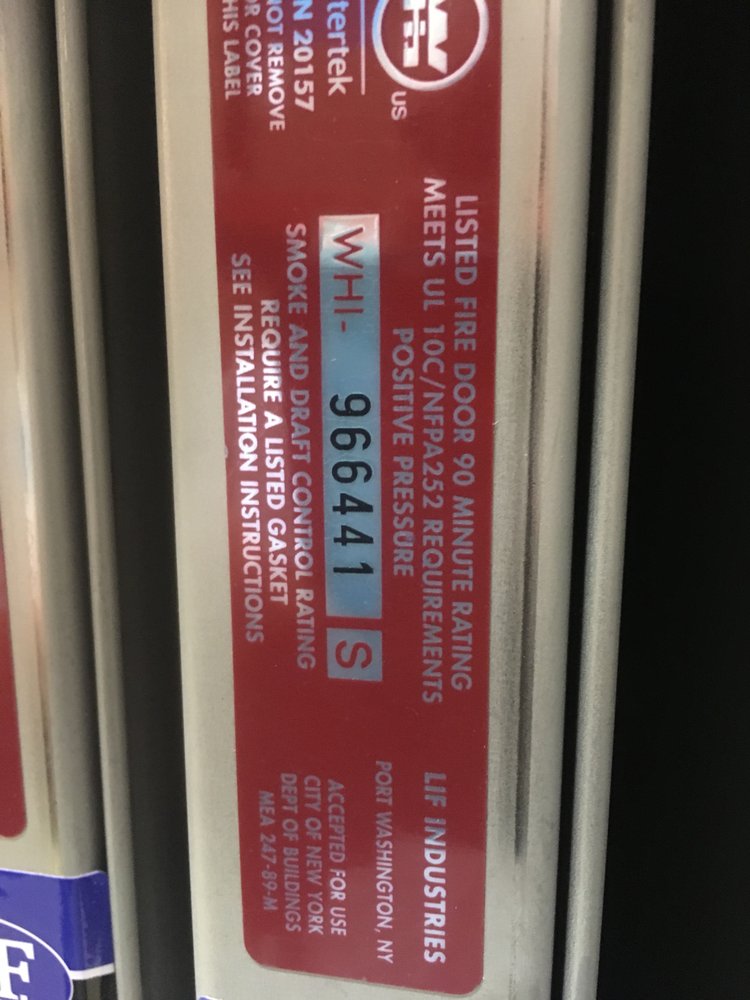 WHI
US
tertek
N 20157
NOT REMOVE
OR COVER
HIS LABEL
LISTED FIRE DOOR 90 MINUTE RATING
MEETS UL 10C/NFPA252 REQUIREMENTS
POSITIVE PRESSURE
WHI- 966441 S
SMOKE AND DRAFT CONTROL RATING
REQUIRE A LISTED GASKET
SEE INSTALLATION INSTRUCTIONS
LIF INDUSTRIES
PORT WASHINGTON, NY
ACCEPTED FOR USE
CITY OF NEW YORK
DEPT OF BUILDINGS
MEA 247-89-M